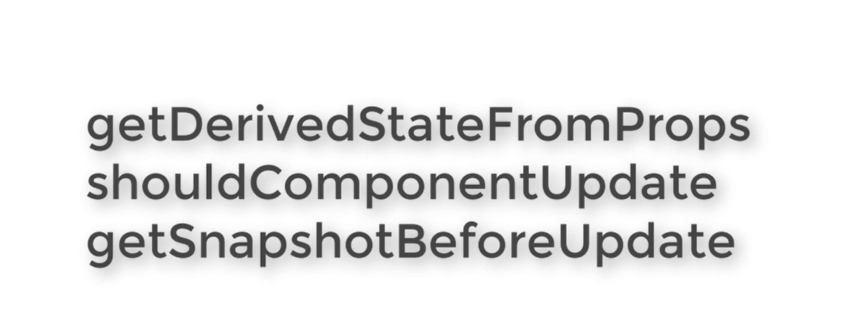 getDerivedStateFromProps
shouldComponentUpdate
getSnapshotBeforeUpdate